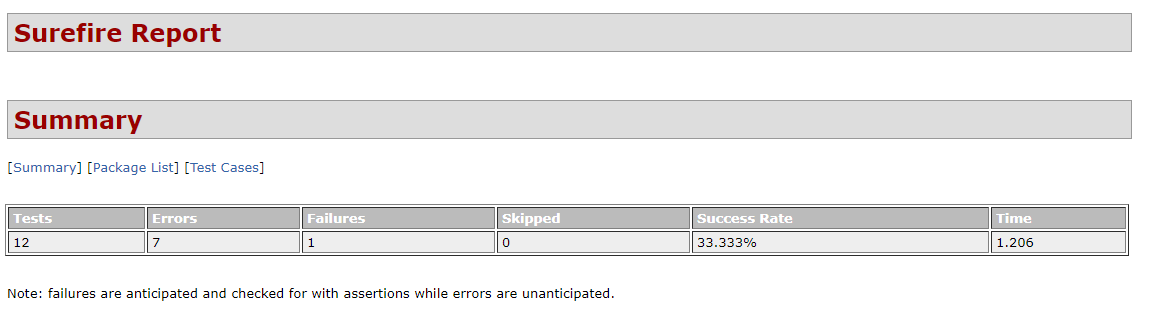 Surefire Report
Summary
[Summary] [Package List] [Test Cases]
Tests Errors Failures Skipped Success Rate Time
12 7 1 0 33.333% 1.206
Note: failures are anticipated and checked for with assertions while errors are unanticipated.